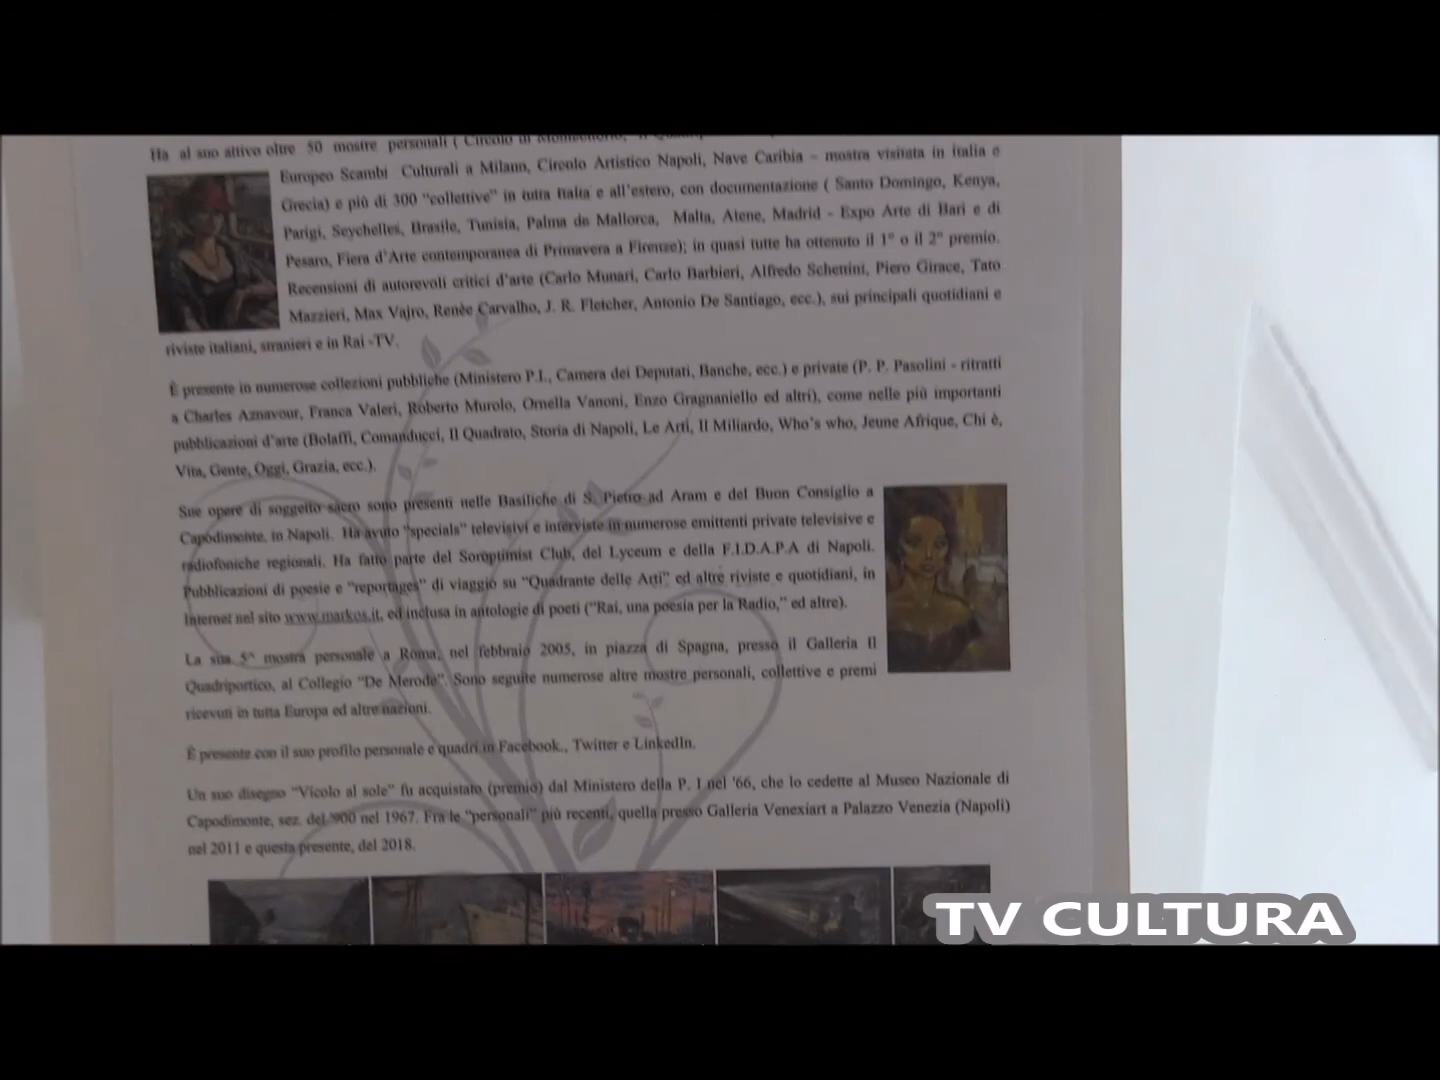 Ha al suo attivo oltre 50 mostre personali ( Circolo di
Europeo Scambi Culturali a Milano, Circolo Artistico Napoli, Nave Caribia – mostra visitata in Italia e
Grecia) e più di 300 "collettive" in tutta Italia e all'estero, con documentazione ( Santo Domingo, Kenya,
Parigi, Seychelles, Brasile, Tunisia, Palma de Mallorca, Malta, Atene, Madrid - Expo Arte di Bari e di
Pesaro, Fiera d'Arte contemporanea di Primavera a Firenze); in quasi tutte ha ottenuto il 1° o il 2° premio.
Recensioni di autorevoli critici d'arte (Carlo Munari, Carlo Barbieri, Alfredo Schettini, Piero Girace, Tato
Mazzieri, Max Vajro, Renèe Carvalho, J. R. Fletcher, Antonio De Santiago, ecc.), sui principali quotidiani e
riviste italiani, stranieri e in Rai -TV.
È presente in numerose collezioni pubbliche (Ministero P.I., Camera dei Deputati, Banche, ecc.) e private (P. P. Pasolini - ritratti
a Charles Aznavour, Franca Valeri, Roberto Murolo, Ornella Vanoni, Enzo Gragnaniello ed altri), come nelle più importanti
pubblicazioni d'arte (Bolaffi, Comanducci, Il Quadrato, Storia di Napoli, Le Arti, Il Miliardo, Who's who, Jeune Afrique, Chi è,
Vita, Gente, Oggi, Grazia, ecc.).
Sue opere di soggetto sacro sono presenti nelle Basiliche di S. Pietro ad Aram e del Buon Consiglio a
Capodimonte, in Napoli. Ha avuto "specials" televisivi e interviste in numerose emittenti private televisive e
radiofoniche regionali. Ha fatto parte del Soroptimist Club, del Lyceum e della F.I.D.A.P.A di Napoli.
Pubblicazioni di poesie e "reportages" di viaggio su "Quadrante delle Arti" ed altre riviste e quotidiani, in
Internet nel sito www.markos.it, ed inclusa in antologie di poeti ("Rai, una poesia per la Radio," ed altre).
La sua 5^ mostra personale a Roma, nel febbraio 2005, in piazza di Spagna, presso il Galleria Il
Quadriportico, al Collegio "De Merode". Sono seguite numerose altre mostre personali, collettive e premi
ricevuti in tutta Europa ed altre nazioni.
È presente con il suo profilo personale e quadri in Facebook., Twitter e LinkedIn.
Un suo disegno "Vicolo al sole" fu acquistato (premio) dal Ministero della P. I nel '66, che lo cedette al Museo Nazionale di
Capodimonte, sez. del '900 nel 1967. Fra le "personali" più recenti, quella presso Galleria Venexiart a Palazzo Venezia (Napoli)
nel 2011 e questa presente, del 2018.
TV CULTURA